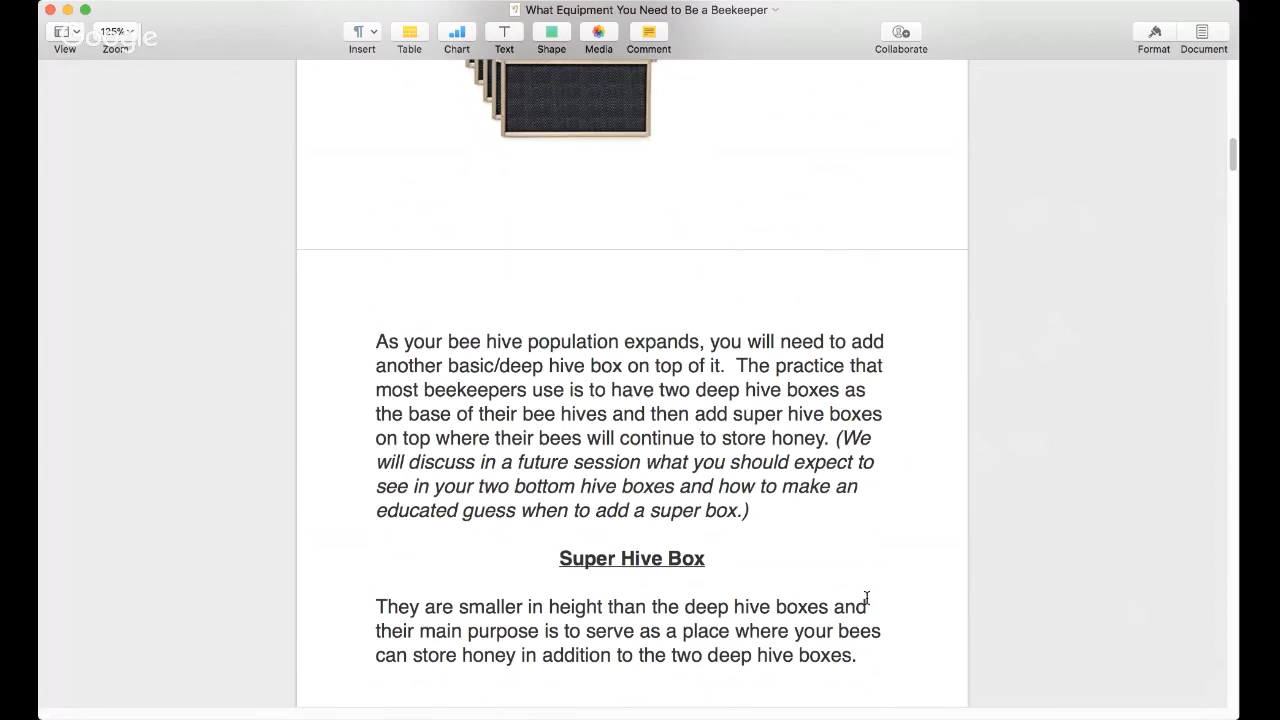 What Equipment You Need to Be a Beekeeper
125%
Google
View
Zoom
Insert
Table
Chart
Text
Shape
Media
Comment
Collaborate
Format
Document
As your bee hive population expands, you will need to add
another basic/deep hive box on top of it.  The practice that
most beekeepers use is to have two deep hive boxes as
the base of their bee hives and then add super hive boxes
on top where their bees will continue to store honey. (We
will discuss in a future session what you should expect to
see in your two bottom hive boxes and how to make an
educated guess when to add a super box.)
Super Hive Box
They are smaller in height than the deep hive boxes and
their main purpose is to serve as a place where your bees
can store honey in addition to the two deep hive boxes.